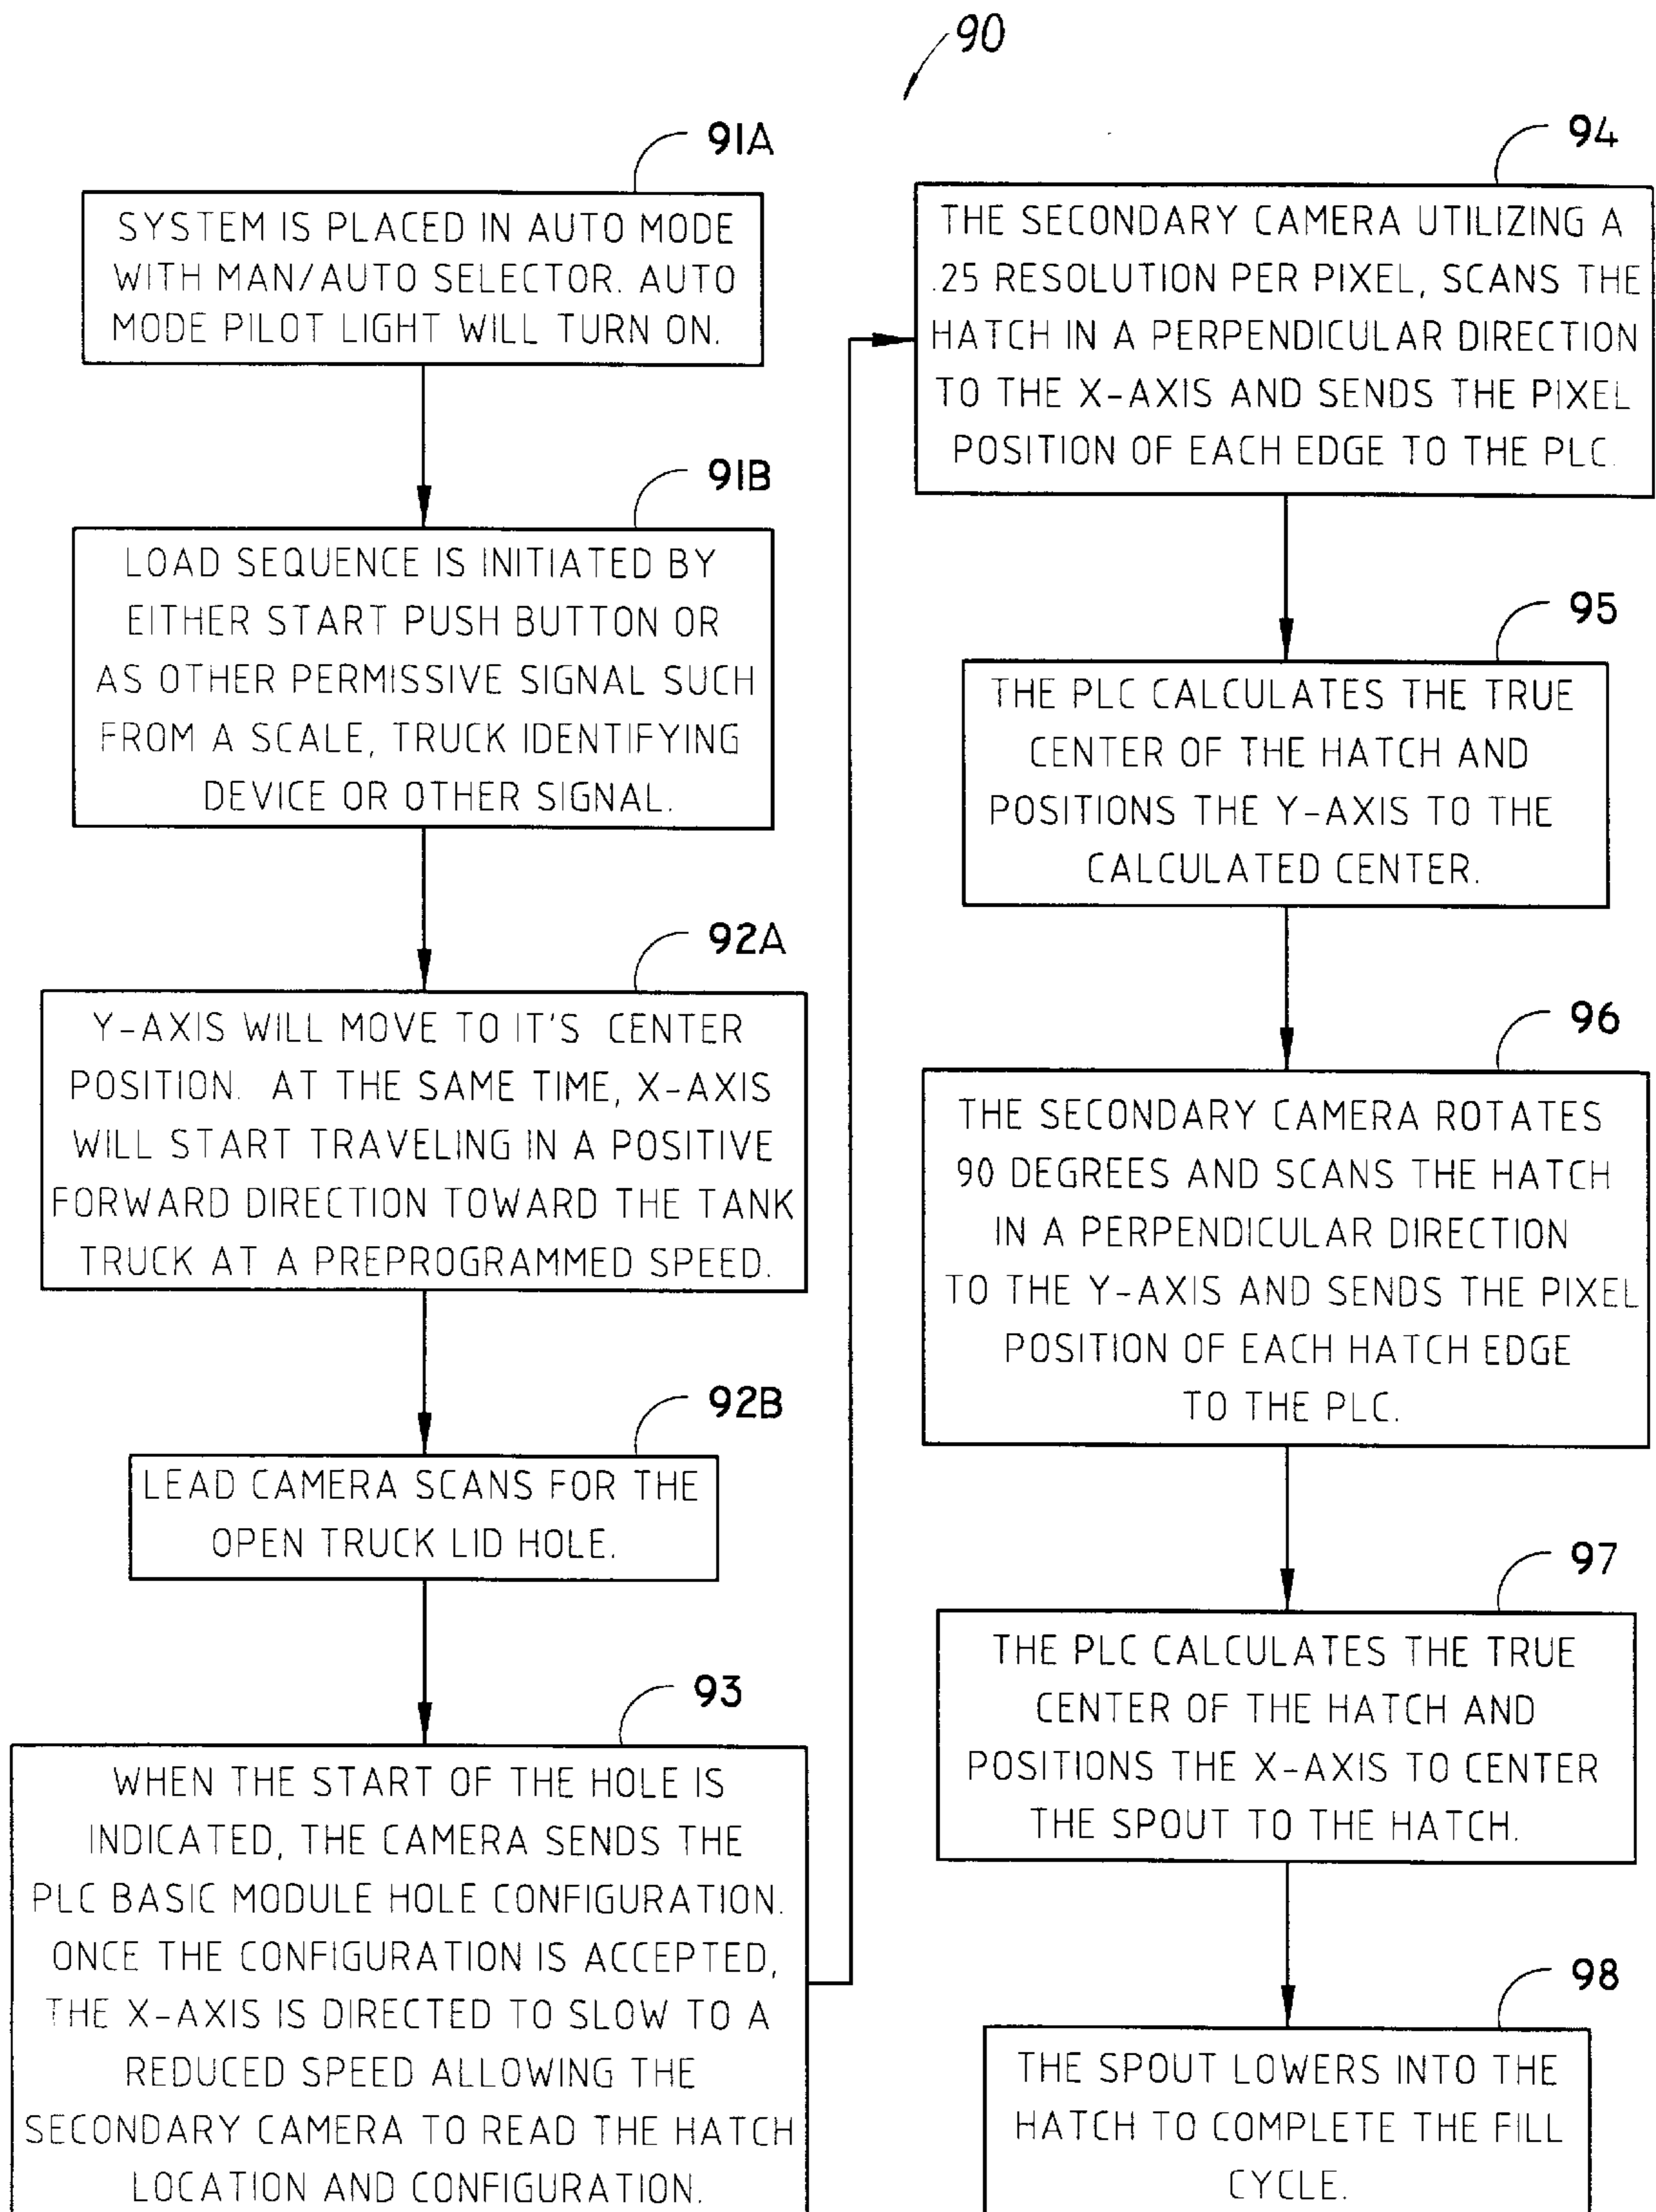 90
91A
SYSTEM IS PLACED IN AUTO MODE
WITH MAN/AUTO SELECTOR. AUTO
MODE PILOT LIGHT WILL TURN ON.
91B
LOAD SEQUENCE IS INITIATED BY
EITHER START PUSH BUTTON OR
AS OTHER PERMISSIVE SIGNAL SUCH
FROM A SCALE, TRUCK IDENTIFYING
DEVICE OR OTHER SIGNAL.
92A
Y-AXIS WILL MOVE TO IT'S CENTER
POSITION. AT THE SAME TIME, X-AXIS
WILL START TRAVELING IN A POSITIVE
FORWARD DIRECTION TOWARD THE TANK
TRUCK AT A PREPROGRAMMED SPEED.
92B
LEAD CAMERA SCANS FOR THE
OPEN TRUCK LID HOLE.
93
WHEN THE START OF THE HOLE IS
INDICATED, THE CAMERA SENDS THE
PLC BASIC MODULE HOLE CONFIGURATION.
ONCE THE CONFIGURATION IS ACCEPTED,
THE X-AXIS IS DIRECTED TO SLOW TO A
REDUCED SPEED ALLOWING THE
SECONDARY CAMERA TO READ THE HATCH
LOCATION AND CONFIGURATION.
94
THE SECONDARY CAMERA UTILIZING A
.25 RESOLUTION PER PIXEL, SCANS THE
HATCH IN A PERPENDICULAR DIRECTION
TO THE X-AXIS AND SENDS THE PIXEL
POSITION OF EACH EDGE TO THE PLC.
95
THE PLC CALCULATES THE TRUE
CENTER OF THE HATCH AND
POSITIONS THE Y-AXIS TO THE
CALCULATED CENTER.
96
THE SECONDARY CAMERA ROTATES
90 DEGREES AND SCANS THE HATCH
IN A PERPENDICULAR DIRECTION
TO THE Y-AXIS AND SENDS THE PIXEL
POSITION OF EACH HATCH EDGE
TO THE PLC.
97
THE PLC CALCULATES THE TRUE
CENTER OF THE HATCH AND
POSITIONS THE X-AXIS TO CENTER
THE SPOUT TO THE HATCH.
98
THE SPOUT LOWERS INTO THE
HATCH TO COMPLETE THE FILL
CYCLE.